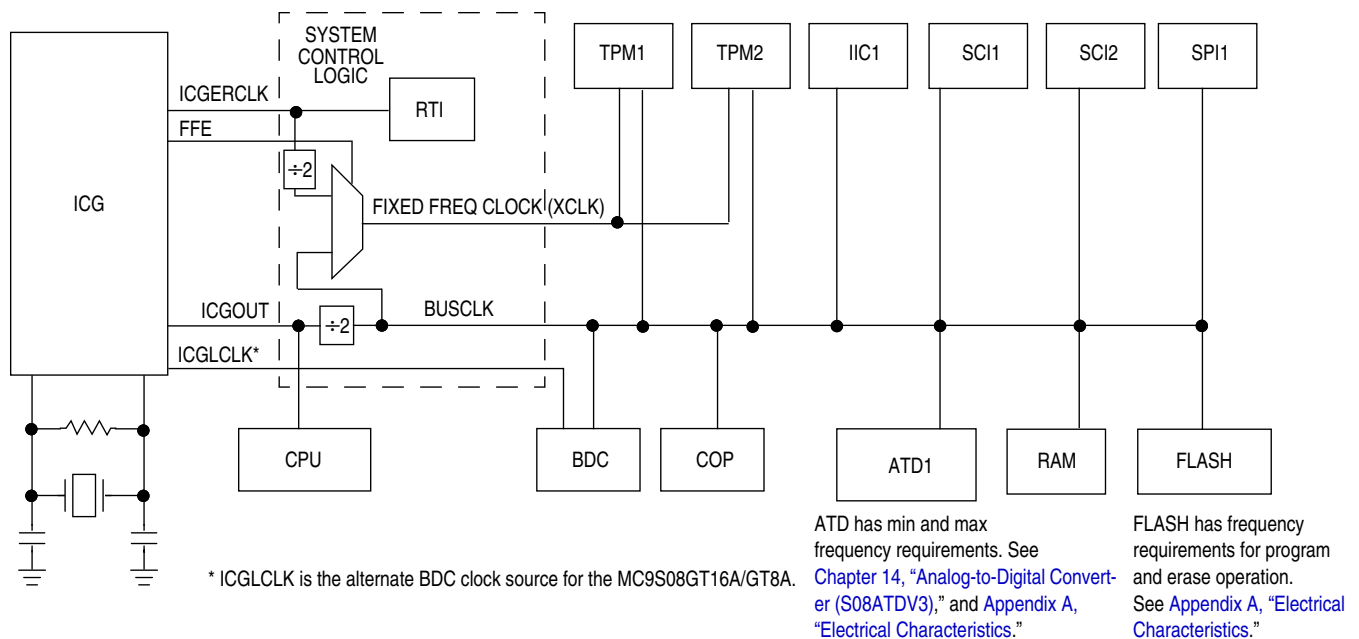 SYSTEM
CONTROL
LOGIC
TPM1
TPM2
IIC1
SCI1
SCI2
SPI1
ICGERCLK
RTI
FFE
÷2
ICG
FIXED FREQ CLOCK (XCLK)
ICGOUT
÷2
BUSCLK
ICGLCLK*
CPU
BDC
COP
ATD1
RAM
FLASH
ATD has min and max
frequency requirements. See
Chapter 14, “Analog-to-Digital Convert-
er (S08ATDV3),” and Appendix A,
“Electrical Characteristics.”
FLASH has frequency
requirements for program
and erase operation.
See Appendix A, “Electrical
Characteristics.”
* ICGLCLK is the alternate BDC clock source for the MC9S08GT16A/GT8A.